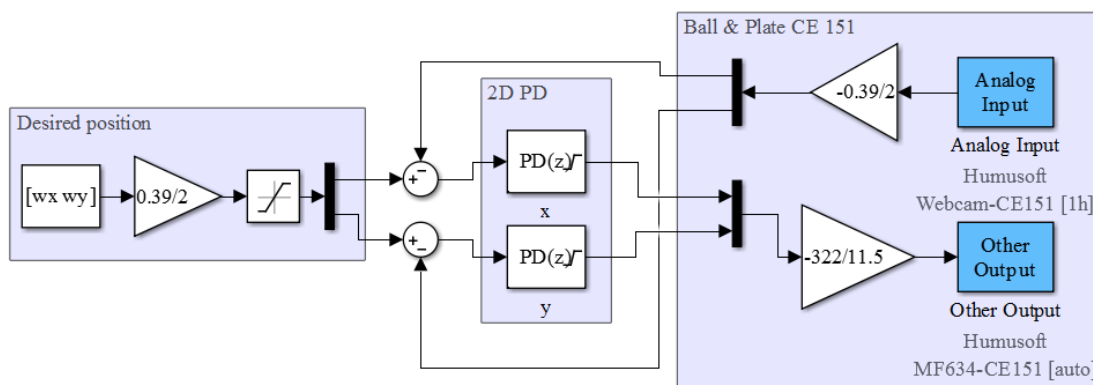 Desired position
[wx wy]
0.39/2
+
−
+
−
2D PD
PD(z)
x
PD(z)
y
Ball & Plate CE 151
-0.39/2
Analog
Input
Analog Input
Humusoft
Webcam-CE151 [1h]
-322/11.5
Other
Output
Other Output
Humusoft
MF634-CE151 [auto]